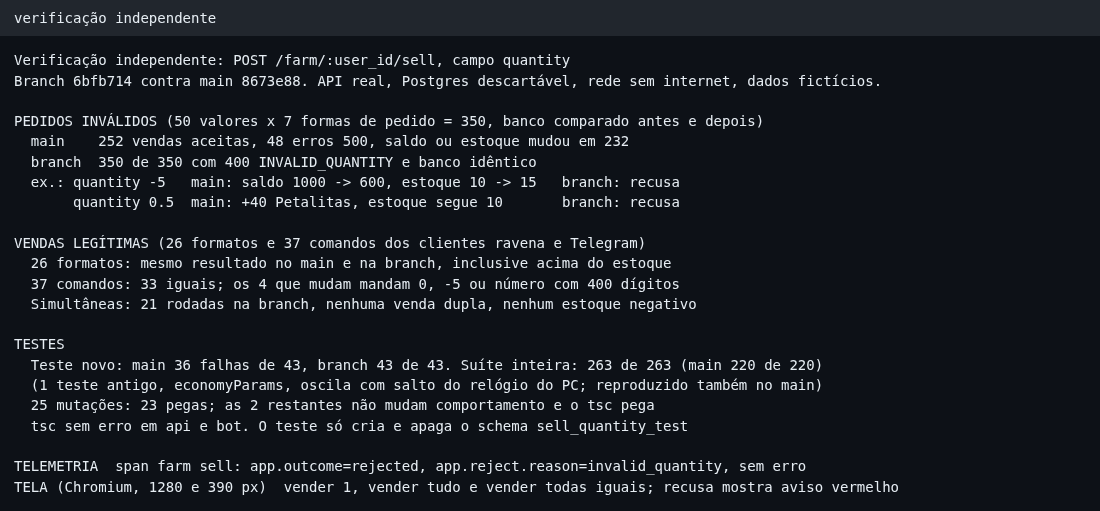 verificação independente
Verificação independente: POST /farm/:user_id/sell, campo quantity
Branch 6bfb714 contra main 8673e88. API real, Postgres descartável, rede sem internet, dados fictícios.
PEDIDOS INVÁLIDOS (50 valores x 7 formas de pedido = 350, banco comparado antes e depois)
main    252 vendas aceitas, 48 erros 500, saldo ou estoque mudou em 232
branch  350 de 350 com 400 INVALID_QUANTITY e banco idêntico
ex.: quantity -5   main: saldo 1000 -> 600, estoque 10 -> 15   branch: recusa
quantity 0.5  main: +40 Petalitas, estoque segue 10       branch: recusa
VENDAS LEGÍTIMAS (26 formatos e 37 comandos dos clientes ravena e Telegram)
26 formatos: mesmo resultado no main e na branch, inclusive acima do estoque
37 comandos: 33 iguais; os 4 que mudam mandam 0, -5 ou número com 400 dígitos
Simultâneas: 21 rodadas na branch, nenhuma venda dupla, nenhum estoque negativo
TESTES
Teste novo: main 36 falhas de 43, branch 43 de 43. Suíte inteira: 263 de 263 (main 220 de 220)
(1 teste antigo, economyParams, oscila com salto do relógio do PC; reproduzido também no main)
25 mutações: 23 pegas; as 2 restantes não mudam comportamento e o tsc pega
tsc sem erro em api e bot. O teste só cria e apaga o schema sell_quantity_test
TELEMETRIA  span farm sell: app.outcome=rejected, app.reject.reason=invalid_quantity, sem erro
TELA (Chromium, 1280 e 390 px)  vender 1, vender tudo e vender todas iguais; recusa mostra aviso vermelho